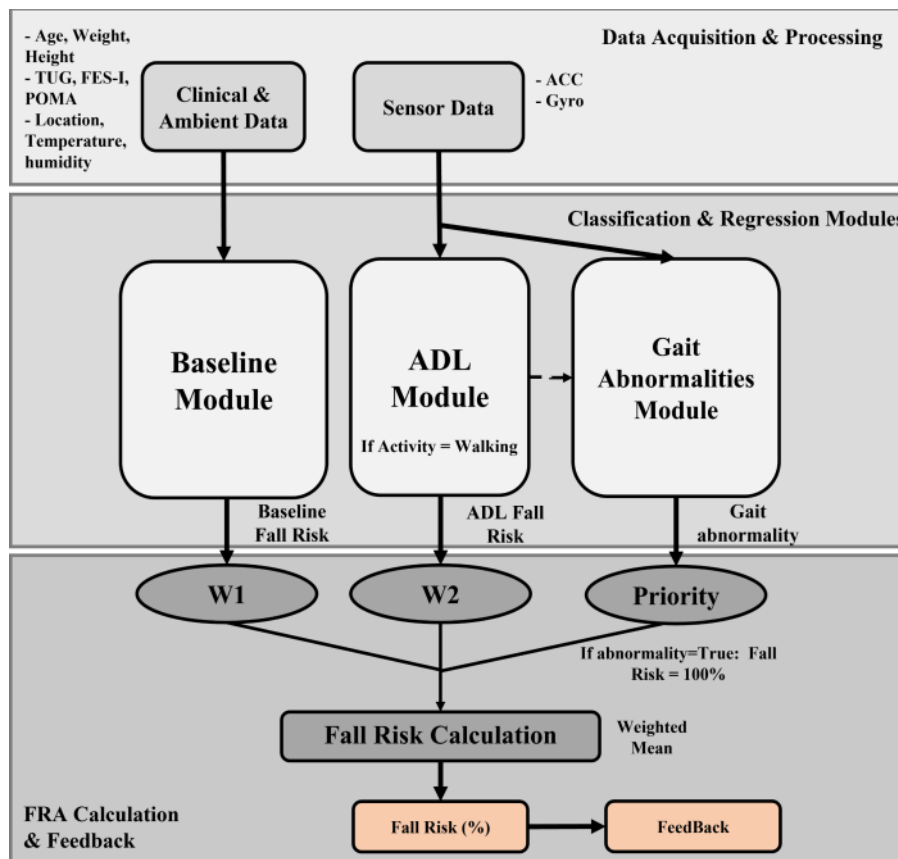 - Age, Weight,
Height
- TUG, FES-I,
POMA
- Location,
Temperature,
humidity
Clinical &
Ambient Data
Sensor Data
- ACC
- Gyro
Data Acquisition & Processing
Classification & Regression Modules
Baseline
Module
ADL
Module
If Activity = Walking
Gait
Abnormalities
Module
Baseline
Fall Risk
ADL Fall
Risk
Gait
abnormality
W1
W2
Priority
If abnormality=True: Fall
Risk = 100%
Fall Risk Calculation
Weighted
Mean
FRA Calculation
& Feedback
Fall Risk (%)
FeedBack